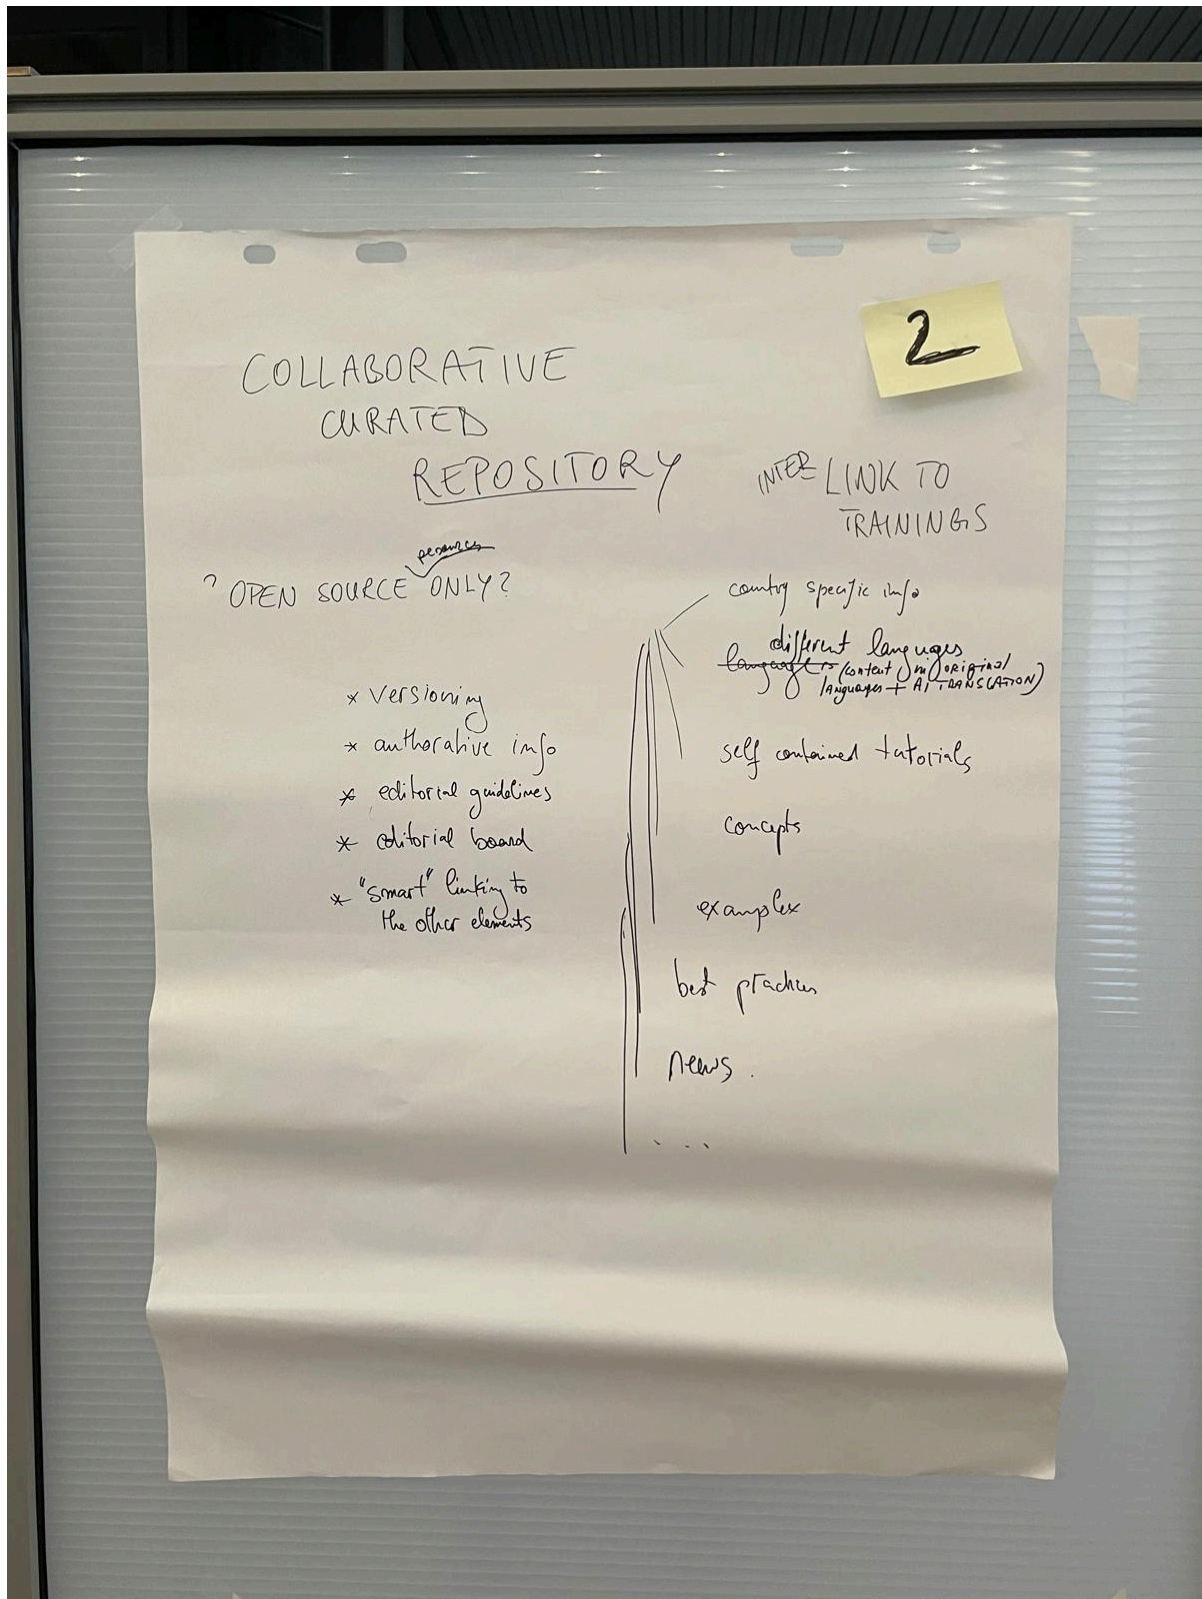 2
COLLABORATIVE
CURATED
REPOSITORY
INTER LINK TO
TRAININGS
? OPEN SOURCE ONLY?
* versioning
* authorative info
* editorial guidelines
* editorial board
* "smart" linking to
the other elements
country specific info
different languages
languages (content in original
languages + AI TRANSLATION)
self contained tutorials
concepts
examples
best practices
news.
....